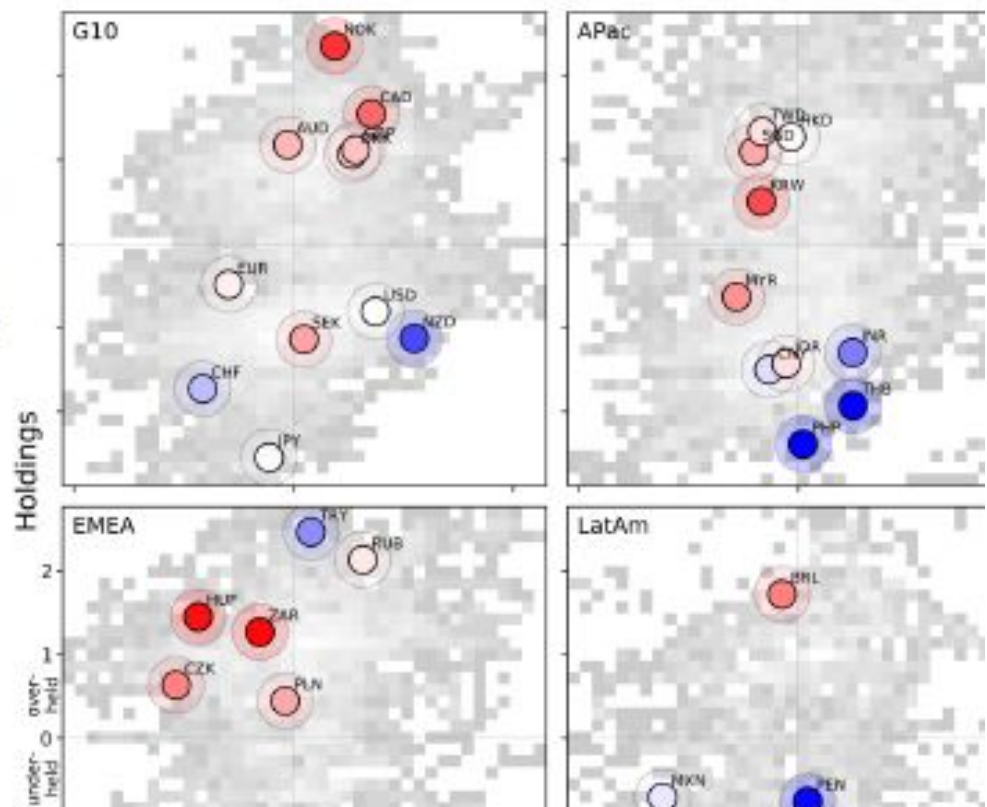 G10
NOK
CAD
AUD
EUR
USD
SEK
NZD
CHF
JPY
APac
TWD
HKD
SGD
KRW
MYR
IDR
INR
THB
PHP
Holdings
EMEA
TRY
RUB
HUF
ZAR
CZK
PLN
2
1
over-
held
0
under-
held
LatAm
BRL
MXN
PEN